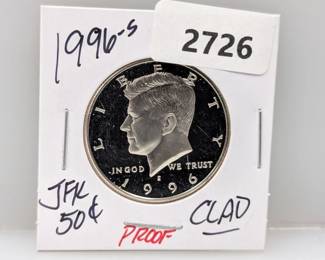 1996-S
2726
LIBERTY
IN GOD WE TRUST
S
1996
JFK
50¢
PROOF
CLAD